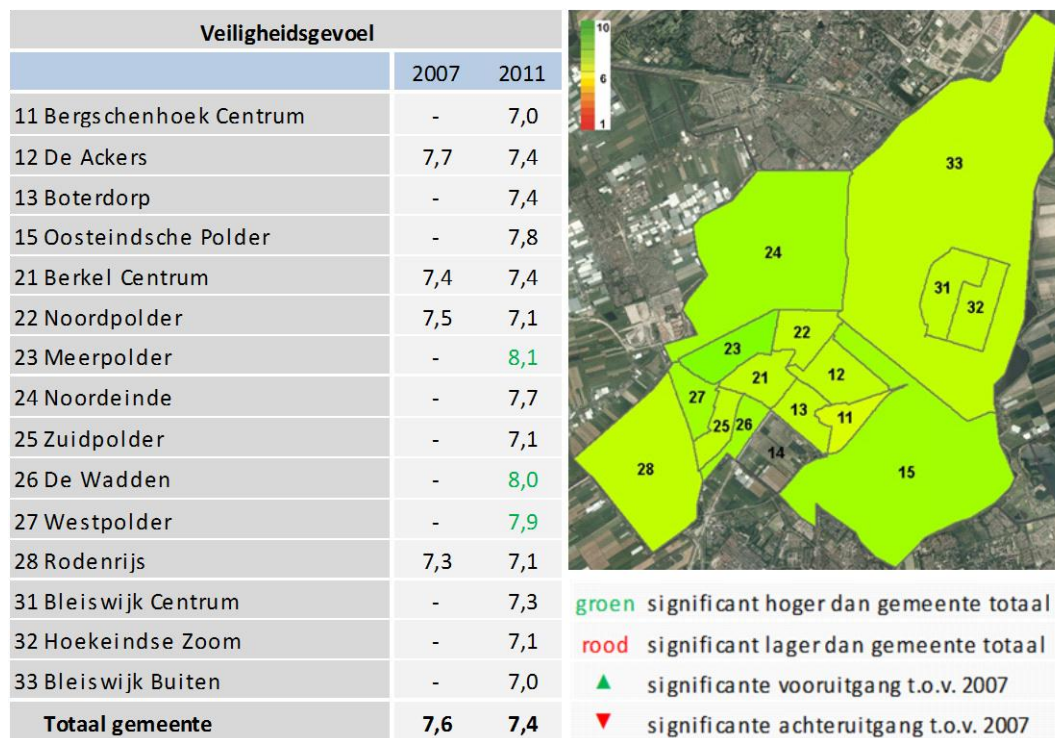 Veiligheidsgevoel
2007 2011
11 Bergschenhoek Centrum - 7,0
12 De Ackers 7,7 7,4
13 Boterdorp - 7,4
15 Oosteindsche Polder - 7,8
21 Berkel Centrum 7,4 7,4
22 Noordpolder 7,5 7,1
23 Meerpolder - 8,1
24 Noordeinde - 7,7
25 Zuidpolder - 7,1
26 De Wadden - 8,0
27 Westpolder - 7,9
28 Rodenrijs 7,3 7,1
31 Bleiswijk Centrum - 7,3
32 Hoekeindse Zoom - 7,1
33 Bleiswijk Buiten - 7,0
Totaal gemeente 7,6 7,4
10
6
1
33
24
31
32
22
23
21
12
27
13
11
25
26
14
28
15
groen significant hoger dan gemeente totaal
rood significant lager dan gemeente totaal
▲ significante vooruitgang t.o.v. 2007
▼ significante achteruitgang t.o.v. 2007